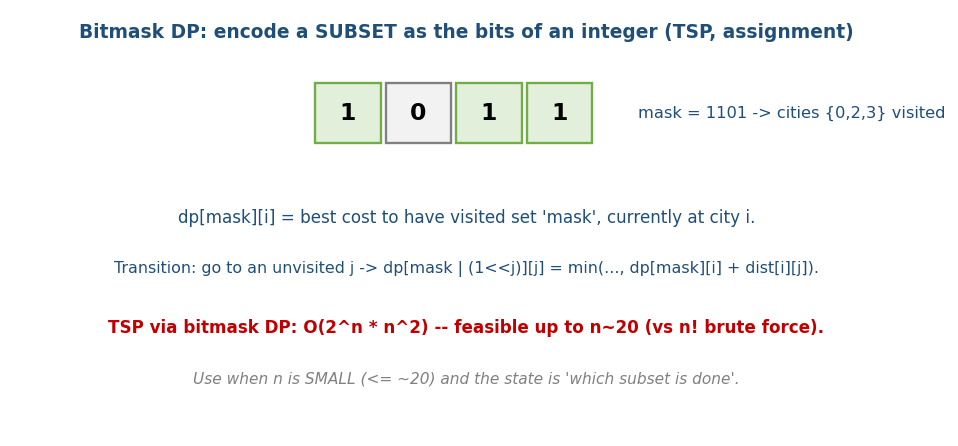 Bitmask DP: encode a SUBSET as the bits of an integer (TSP, assignment)
1 0 1 1 mask = 1101 -> cities {0,2,3} visited
dp[mask][i] = best cost to have visited set 'mask', currently at city i.
Transition: go to an unvisited j -> dp[mask | (1<<j)][j] = min(..., dp[mask][i] + dist[i][j]).
TSP via bitmask DP: O(2^n * n^2) -- feasible up to n~20 (vs n! brute force).
Use when n is SMALL (<= ~20) and the state is 'which subset is done'.